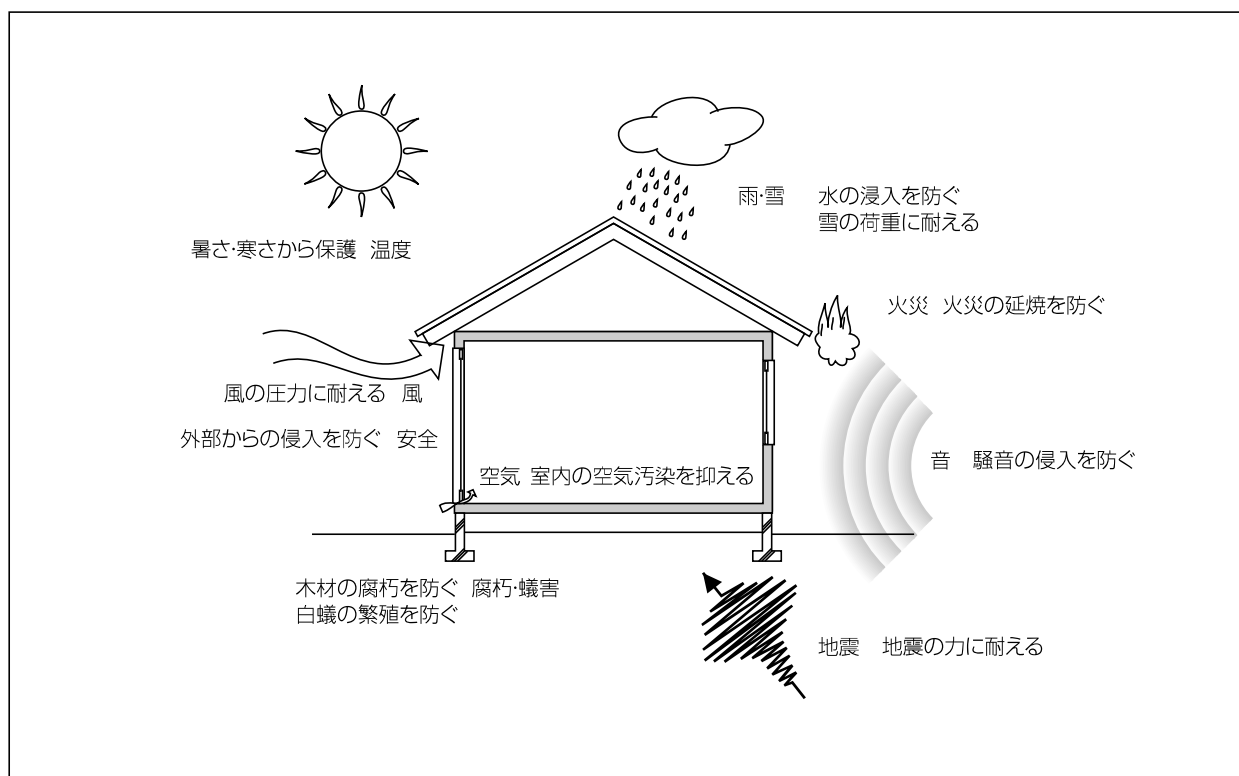 雨・雪 水の浸入を防ぐ
雪の荷重に耐える
暑さ・寒さから保護 温度
火災 火災の延焼を防ぐ
風の圧力に耐える 風
外部からの侵入を防ぐ 安全
音 騒音の侵入を防ぐ
空気 室内の空気汚染を抑える
木材の腐朽を防ぐ 腐朽・蟻害
白蟻の繁殖を防ぐ
地震 地震の力に耐える